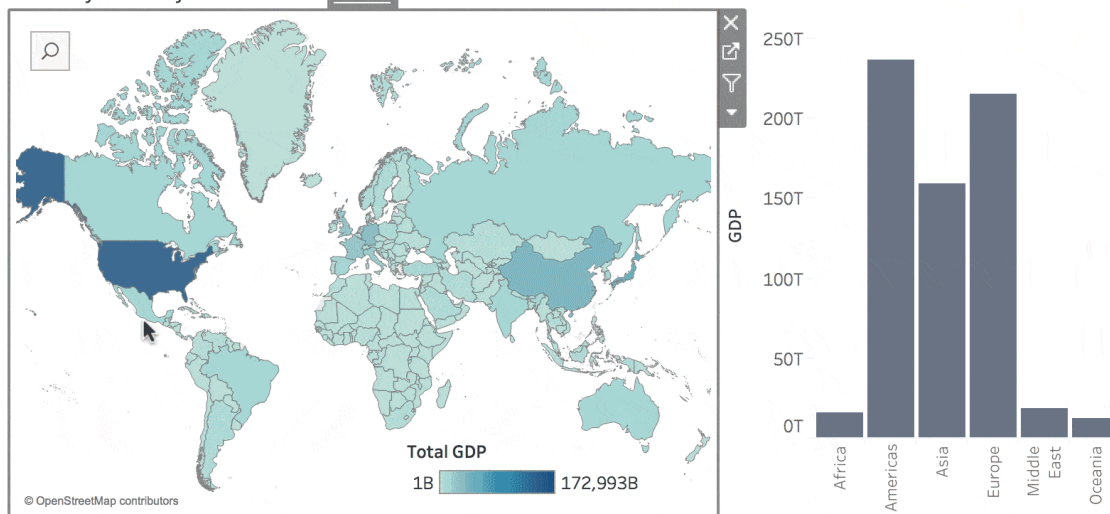 Total GDP
1B
172,993B
© OpenStreetMap contributors
GDP
250T
200T
150T
100T
50T
0T
Africa
Americas
Asia
Europe
Middle
East
Oceania